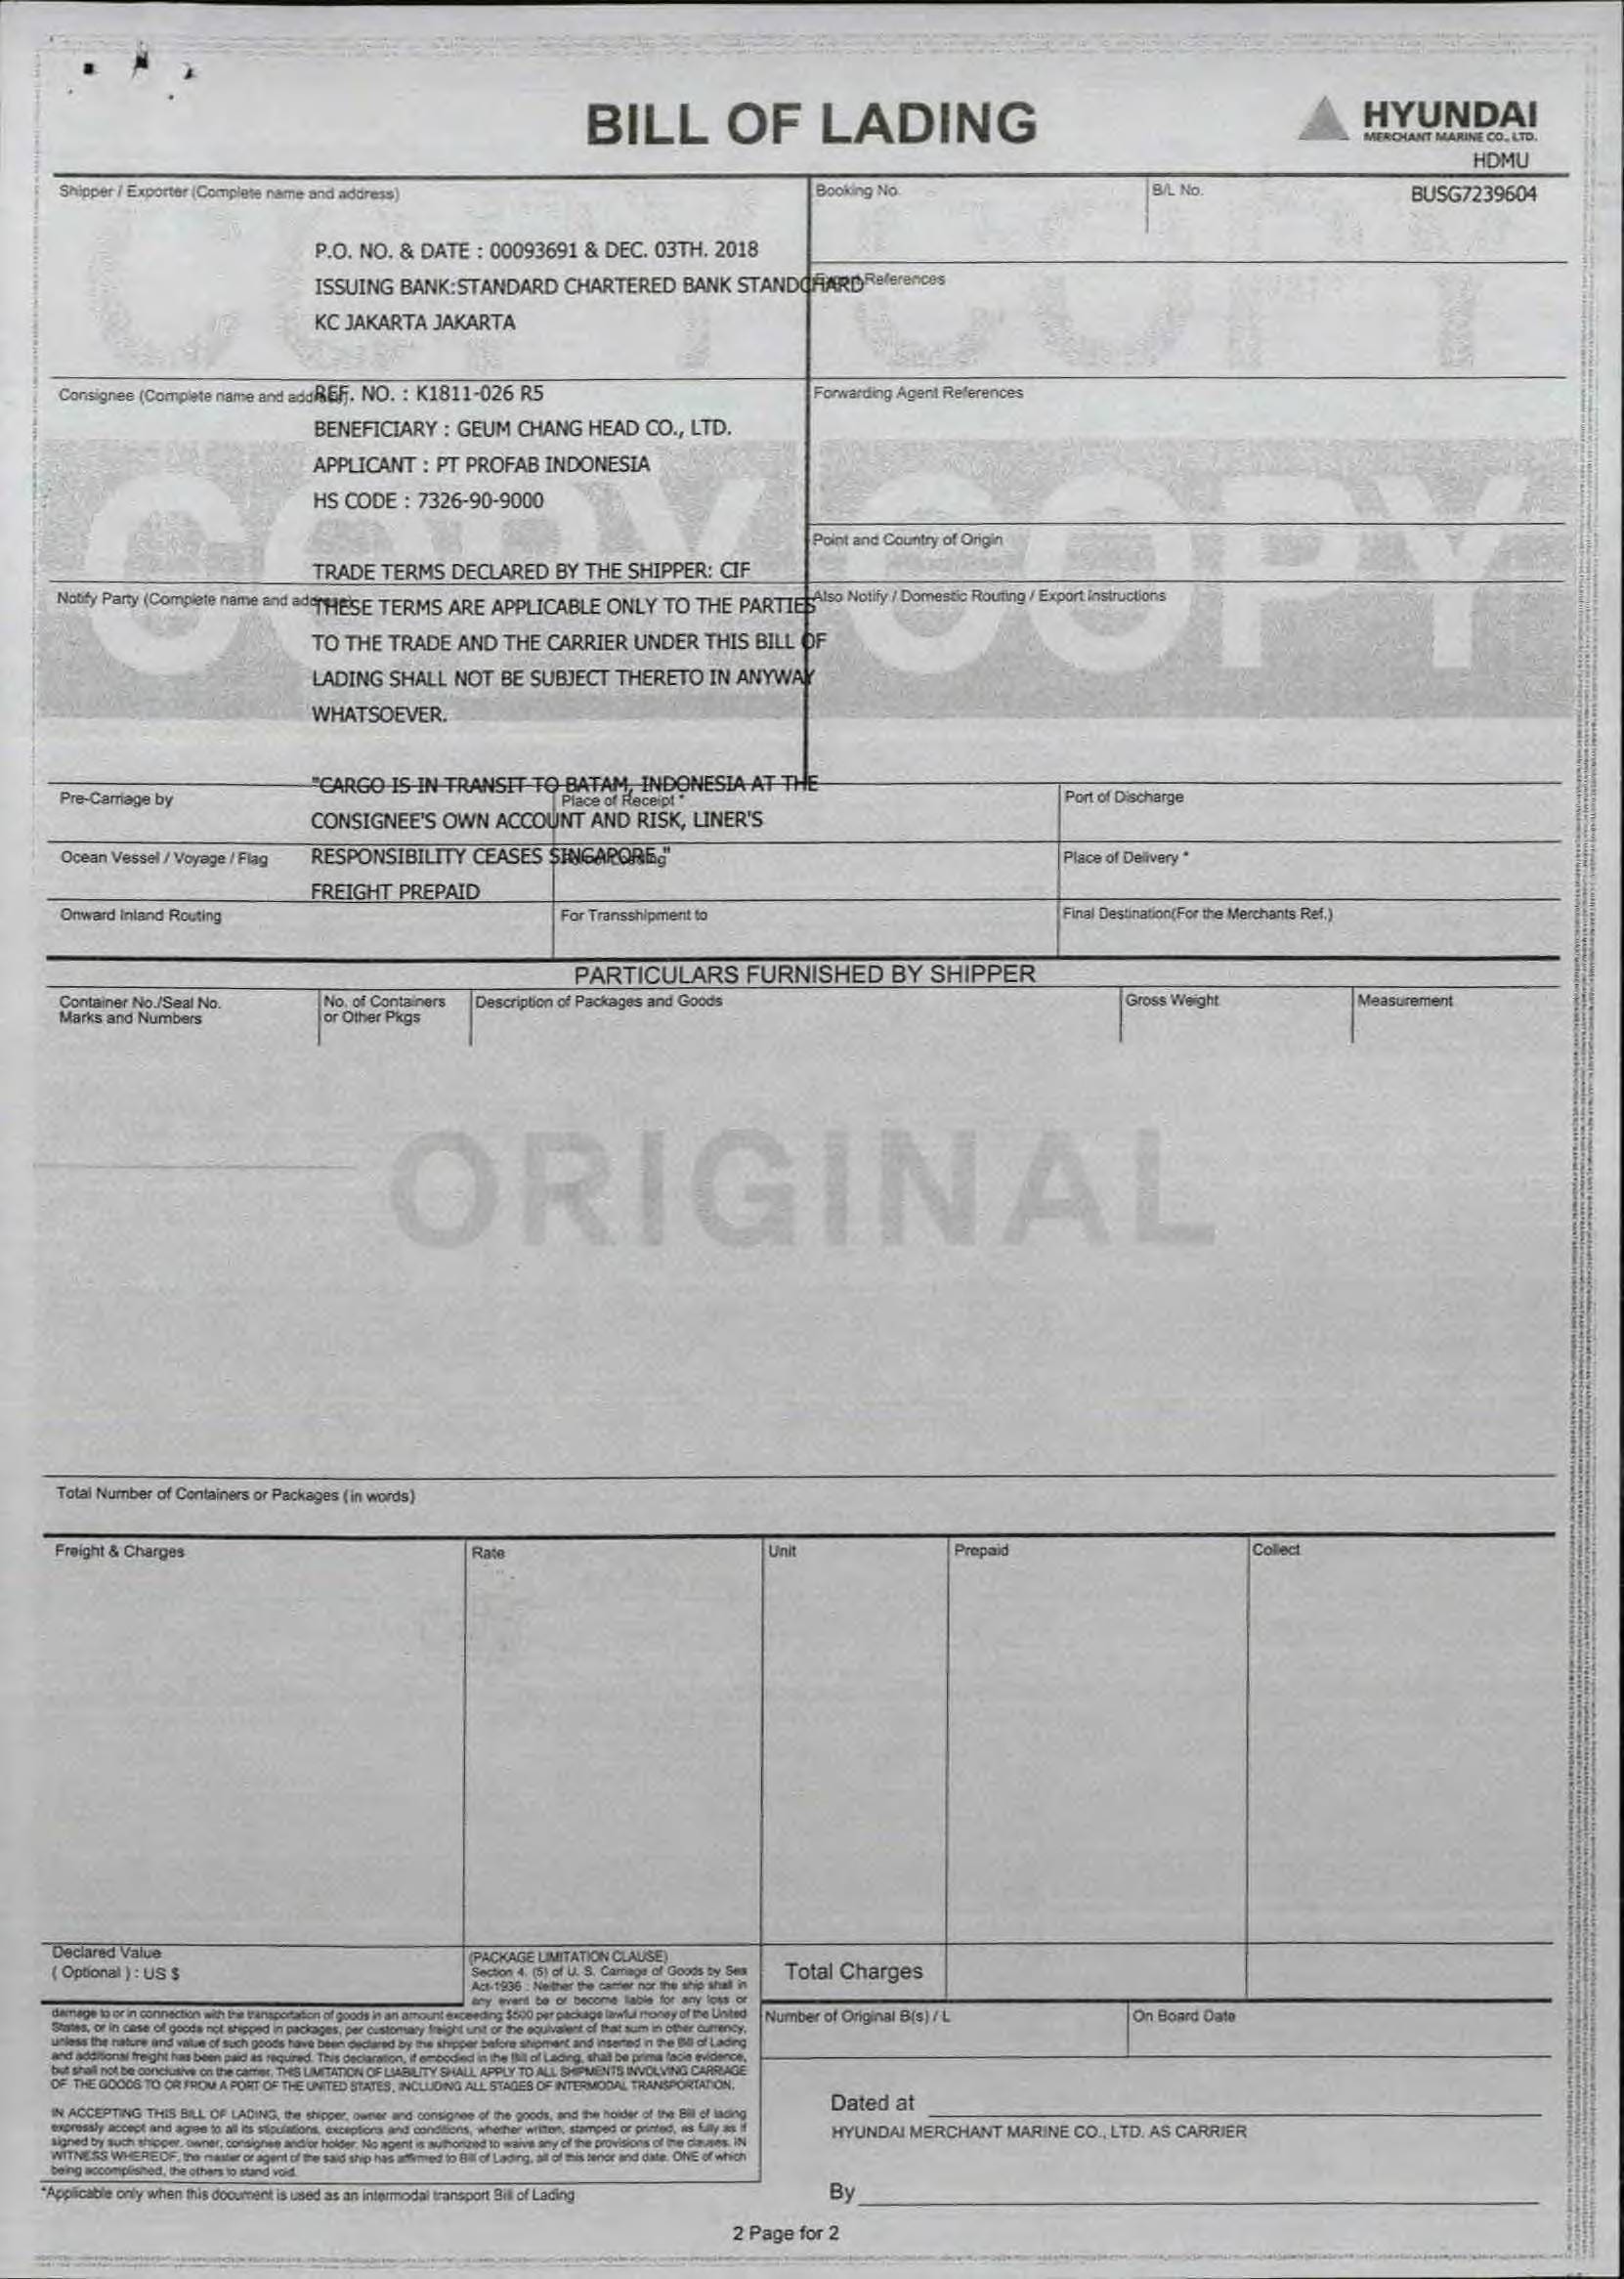 BILL OF LADING
HYUNDAI
MERCHANT MARINE CO., LTD.
HDMU
Shipper / Exporter (Complete name and address)
Booking No.
B/L No.
BUSG7239604
P.O. NO. & DATE : 00093691 & DEC. 03TH. 2018
ISSUING BANK:STANDARD CHARTERED BANK STANDCHARD
References
KC JAKARTA JAKARTA
COPY COPY
Consignee (Complete name and address)
REF. NO. : K1811-026 R5
Forwarding Agent References
BENEFICIARY : GEUM CHANG HEAD CO., LTD.
APPLICANT : PT PROFAB INDONESIA
HS CODE : 7326-90-9000
COPY COPY
Point and Country of Origin
TRADE TERMS DECLARED BY THE SHIPPER: CIF
Notify Party (Complete name and address)
THESE TERMS ARE APPLICABLE ONLY TO THE PARTIES
Also Notify / Domestic Routing / Export Instructions
TO THE TRADE AND THE CARRIER UNDER THIS BILL OF
LADING SHALL NOT BE SUBJECT THERETO IN ANYWAY
WHATSOEVER.
"CARGO IS IN TRANSIT TO BATAM, INDONESIA AT THE
Pre-Carriage by
Place of Receipt *
Port of Discharge
CONSIGNEE'S OWN ACCOUNT AND RISK, LINER'S
Ocean Vessel / Voyage / Flag
RESPONSIBILITY CEASES SINGAPORE."
Place of Delivery *
FREIGHT PREPAID
Onward Inland Routing
For Transshipment to
Final Destination(For the Merchants Ref.)
PARTICULARS FURNISHED BY SHIPPER
Container No./Seal No.
Marks and Numbers
No. of Containers
or Other Pkgs
Description of Packages and Goods
Gross Weight
Measurement
ORIGINAL
Total Number of Containers or Packages (in words)
Freight & Charges
Rate
Unit
Prepaid
Collect
Declared Value
( Optional ) : US $
(PACKAGE LIMITATION CLAUSE)
Section 4. (5) of U. S. Carriage of Goods by Sea
Act-1936 : Neither the carrier nor the ship shall in
any event be or become liable for any loss or
damage to or in connection with the transportation of goods in an amount exceeding $500 per package lawful money of the United
States, or in case of goods not shipped in packages, per customary freight unit or the equivalent of that sum in other currency,
unless the nature and value of such goods have been declared by the shipper before shipment and inserted in the Bill of Lading
and additional freight has been paid as required. This declaration, if embodied in the Bill of Lading, shall be prima facie evidence,
but shall not be conclusive on the carrier. THIS LIMITATION OF LIABILITY SHALL APPLY TO ALL SHIPMENTS INVOLVING CARRIAGE
OF THE GOODS TO OR FROM A PORT OF THE UNITED STATES, INCLUDING ALL STAGES OF INTERMODAL TRANSPORTATION.
IN ACCEPTING THIS BILL OF LADING, the shipper, owner and consignee of the goods, and the holder of the Bill of lading
expressly accept and agree to all its stipulations, exceptions and conditions, whether written, stamped or printed, as fully as if
signed by such shipper, owner, consignee and/or holder. No agent is authorized to waive any of the provisions of the clauses. IN
WITNESS WHEREOF, the master or agent of the said ship has affirmed to Bill of Lading, all of this tenor and date. ONE of which
being accomplished, the others to stand void.
Total Charges
Number of Original B(s) / L
On Board Date
Dated at
HYUNDAI MERCHANT MARINE CO., LTD. AS CARRIER
By
*Applicable only when this document is used as an intermodal transport Bill of Lading
2 Page for 2